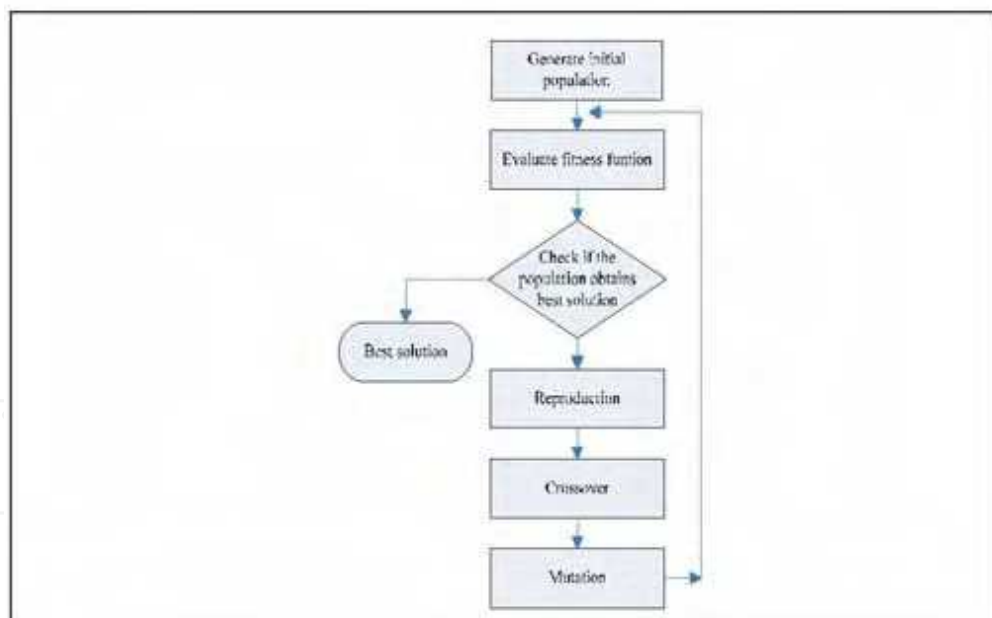 Generate initial
population
Evaluate fitness funtion
Check if the
population obtains
best solution
Best solution
Reproduction
Crossover
Mutation